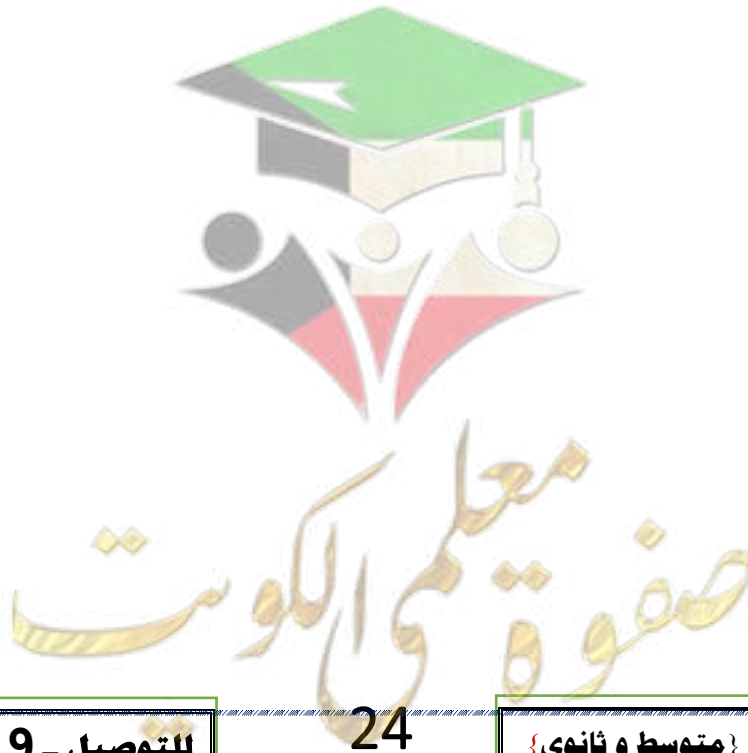 صفوة معلمي الكويت
{متوسط و ثانوي}
24
للتوصيل – 9